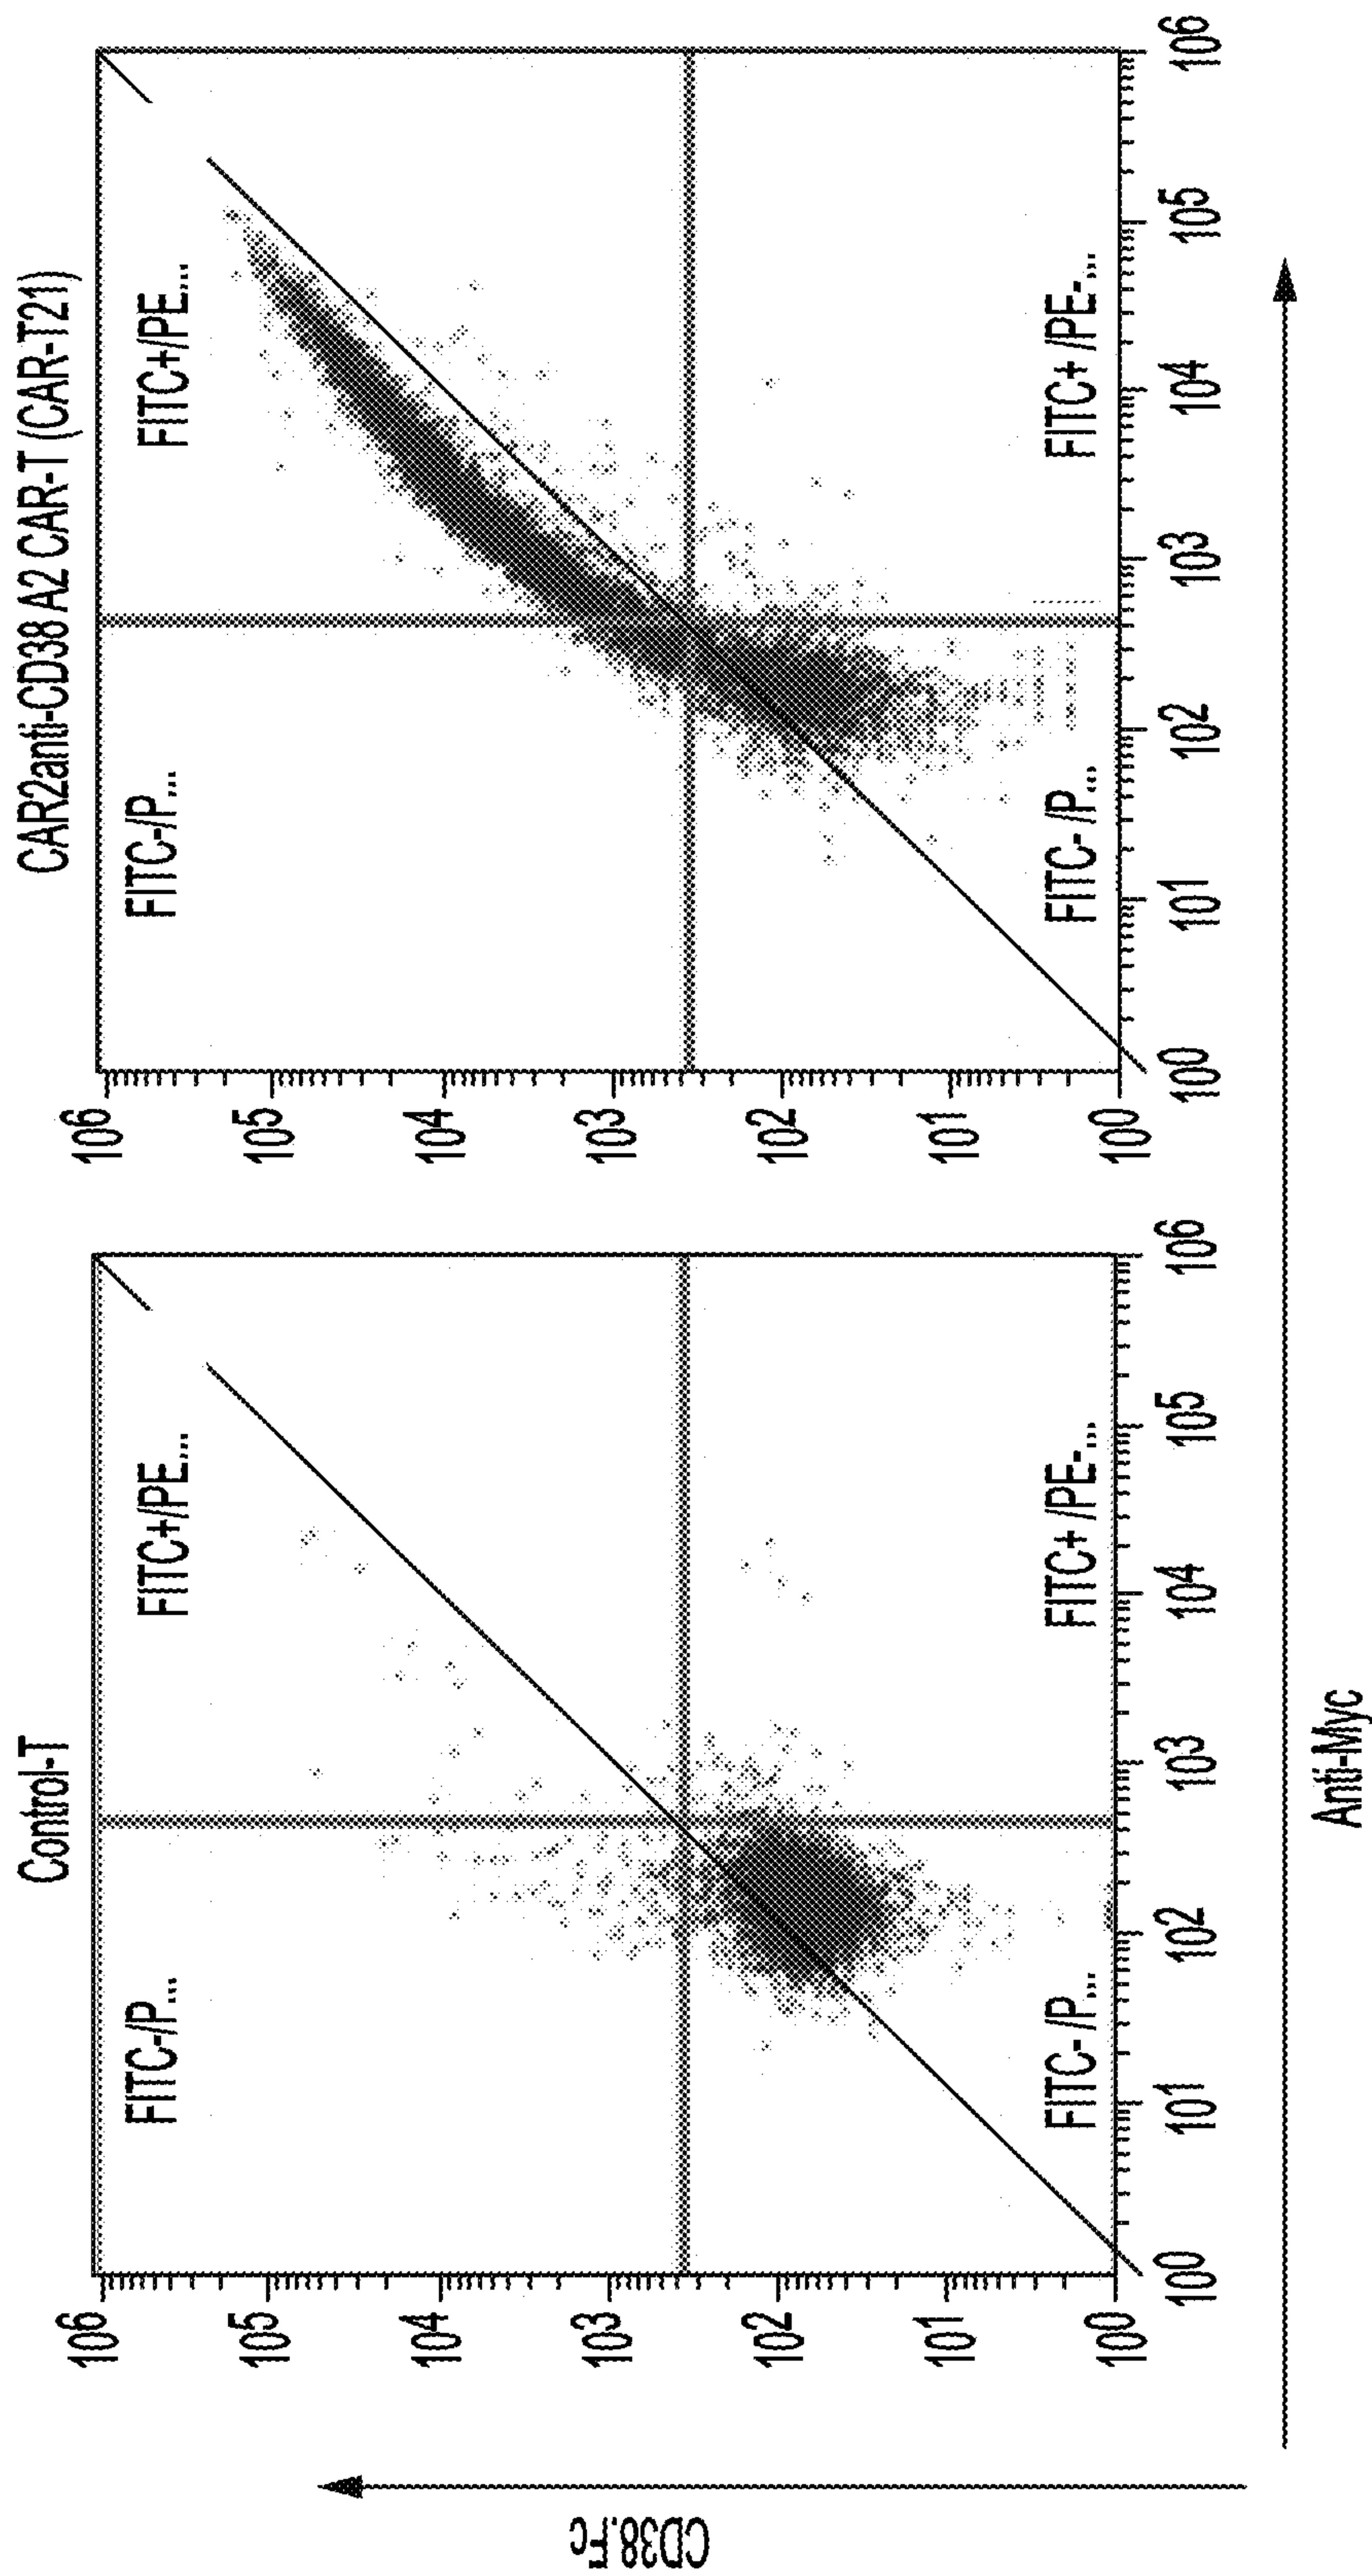 Control-T
CD38.Fc
10⁶
10⁵
10⁴
10³
10²
10¹
10⁰
FITC-/P...
FITC+/PE...
FITC-/P...
FITC+/PE-...
10⁰
10¹
10²
10³
10⁴
10⁵
10⁶
CAR2anti-CD38 A2 CAR-T (CAR-T21)
10⁶
10⁵
10⁴
10³
10²
10¹
10⁰
FITC-/P...
FITC+/PE...
FITC-/P...
FITC+/PE-...
10⁰
10¹
10²
10³
10⁴
10⁵
10⁶
Anti-Myc